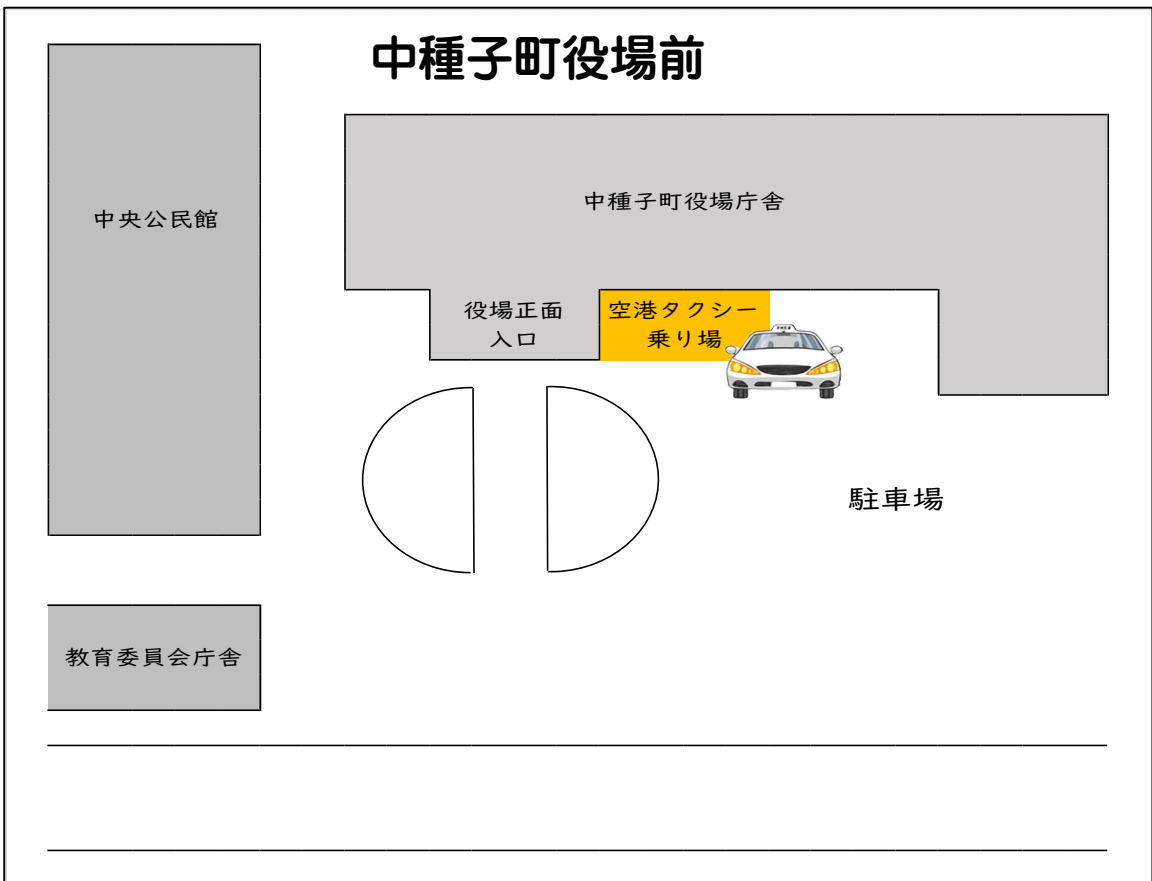 中種子町役場前
中央公民館
中種子町役場庁舎
役場正面
入口
空港タクシー
乗り場
駐車場
教育委員会庁舎